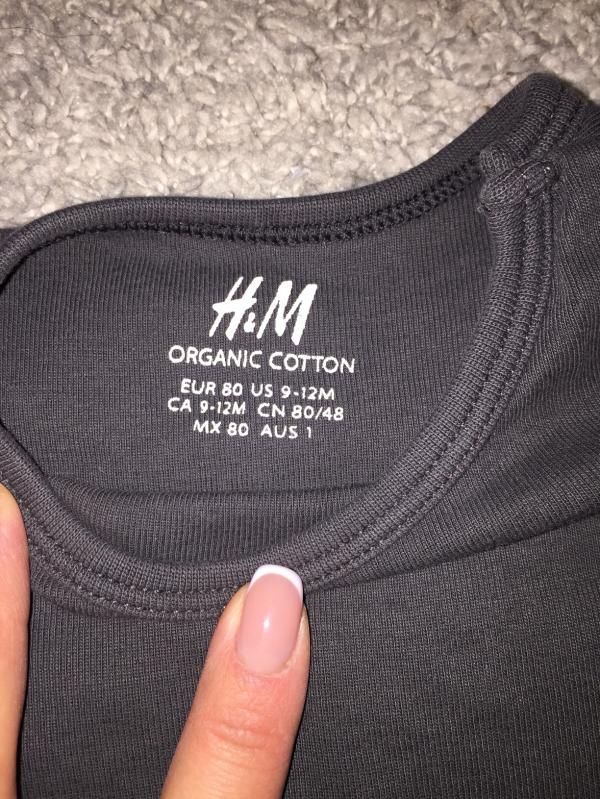 H&M
ORGANIC COTTON
EUR 80 US 9-12M
CA 9-12M CN 80/48
MX 80 AUS 1